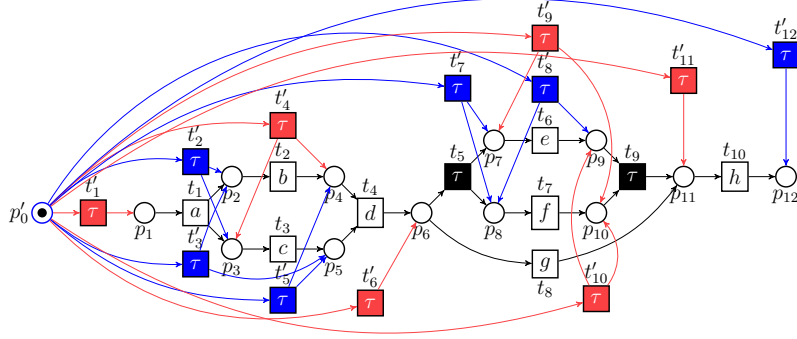 t′9
τ
t′12
τ
t′8
τ
t′7
τ
t′11
τ
t′4
τ
t6
e
t′2
τ
t2
b
p7
p9
t5
t9
t10
h
p2
p4
t4
d
t1
a
t7
f
p′0
t′1
τ
p1
p6
p8
p10
p11
p12
t3
c
p3
p5
t′3
τ
g
t8
t′5
τ
t′6
τ
t′10
τ